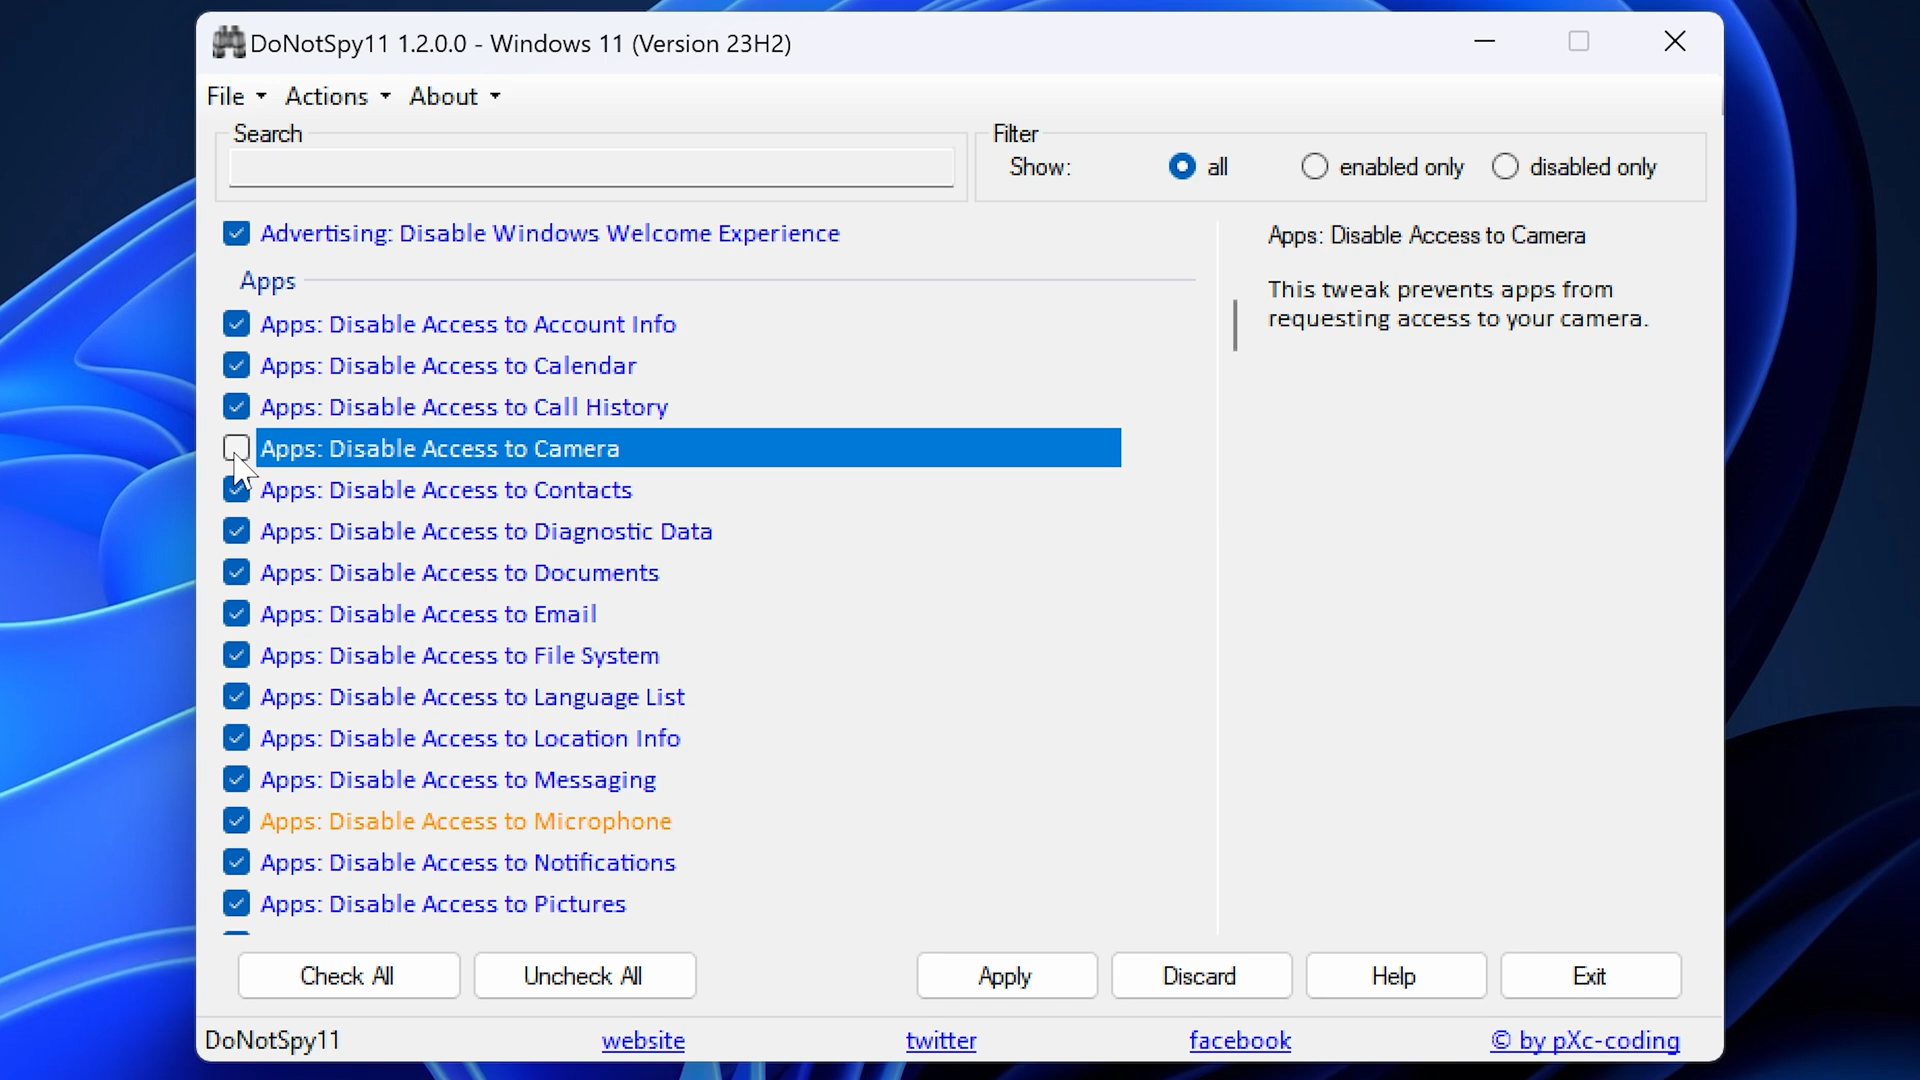 DoNotSpy11 1.2.0.0 - Windows 11 (Version 23H2)
File Actions About
Search
Filter
Show: all enabled only disabled only
Advertising: Disable Windows Welcome Experience
Apps
Apps: Disable Access to Account Info
Apps: Disable Access to Calendar
Apps: Disable Access to Call History
Apps: Disable Access to Camera
Apps: Disable Access to Contacts
Apps: Disable Access to Diagnostic Data
Apps: Disable Access to Documents
Apps: Disable Access to Email
Apps: Disable Access to File System
Apps: Disable Access to Language List
Apps: Disable Access to Location Info
Apps: Disable Access to Messaging
Apps: Disable Access to Microphone
Apps: Disable Access to Notifications
Apps: Disable Access to Pictures
Apps: Disable Access to Camera
This tweak prevents apps from
requesting access to your camera.
Check All Uncheck All Apply Discard Help Exit
DoNotSpy11 website twitter facebook © by pXc-coding